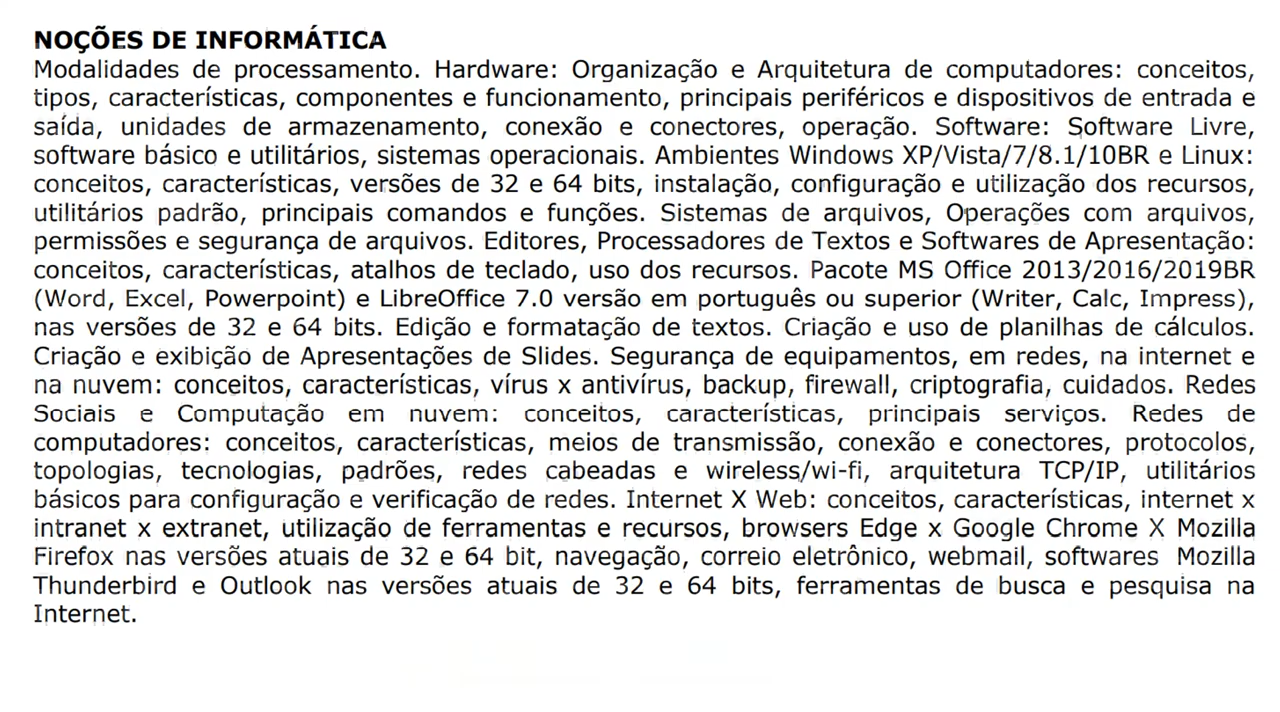 NOÇÕES DE INFORMÁTICA
Modalidades de processamento. Hardware: Organização e Arquitetura de computadores: conceitos,
tipos, características, componentes e funcionamento, principais periféricos e dispositivos de entrada e
saída, unidades de armazenamento, conexão e conectores, operação. Software: Software Livre,
software básico e utilitários, sistemas operacionais. Ambientes Windows XP/Vista/7/8.1/10BR e Linux:
conceitos, características, versões de 32 e 64 bits, instalação, configuração e utilização dos recursos,
utilitários padrão, principais comandos e funções. Sistemas de arquivos, Operações com arquivos,
permissões e segurança de arquivos. Editores, Processadores de Textos e Softwares de Apresentação:
conceitos, características, atalhos de teclado, uso dos recursos. Pacote MS Office 2013/2016/2019BR
(Word, Excel, Powerpoint) e LibreOffice 7.0 versão em português ou superior (Writer, Calc, Impress),
nas versões de 32 e 64 bits. Edição e formatação de textos. Criação e uso de planilhas de cálculos.
Criação e exibição de Apresentações de Slides. Segurança de equipamentos, em redes, na internet e
na nuvem: conceitos, características, vírus x antivírus, backup, firewall, criptografia, cuidados. Redes
Sociais e Computação em nuvem: conceitos, características, principais serviços. Redes de
computadores: conceitos, características, meios de transmissão, conexão e conectores, protocolos,
topologias, tecnologias, padrões, redes cabeadas e wireless/wi-fi, arquitetura TCP/IP, utilitários
básicos para configuração e verificação de redes. Internet X Web: conceitos, características, internet x
intranet x extranet, utilização de ferramentas e recursos, browsers Edge x Google Chrome X Mozilla
Firefox nas versões atuais de 32 e 64 bit, navegação, correio eletrônico, webmail, softwares Mozilla
Thunderbird e Outlook nas versões atuais de 32 e 64 bits, ferramentas de busca e pesquisa na
Internet.